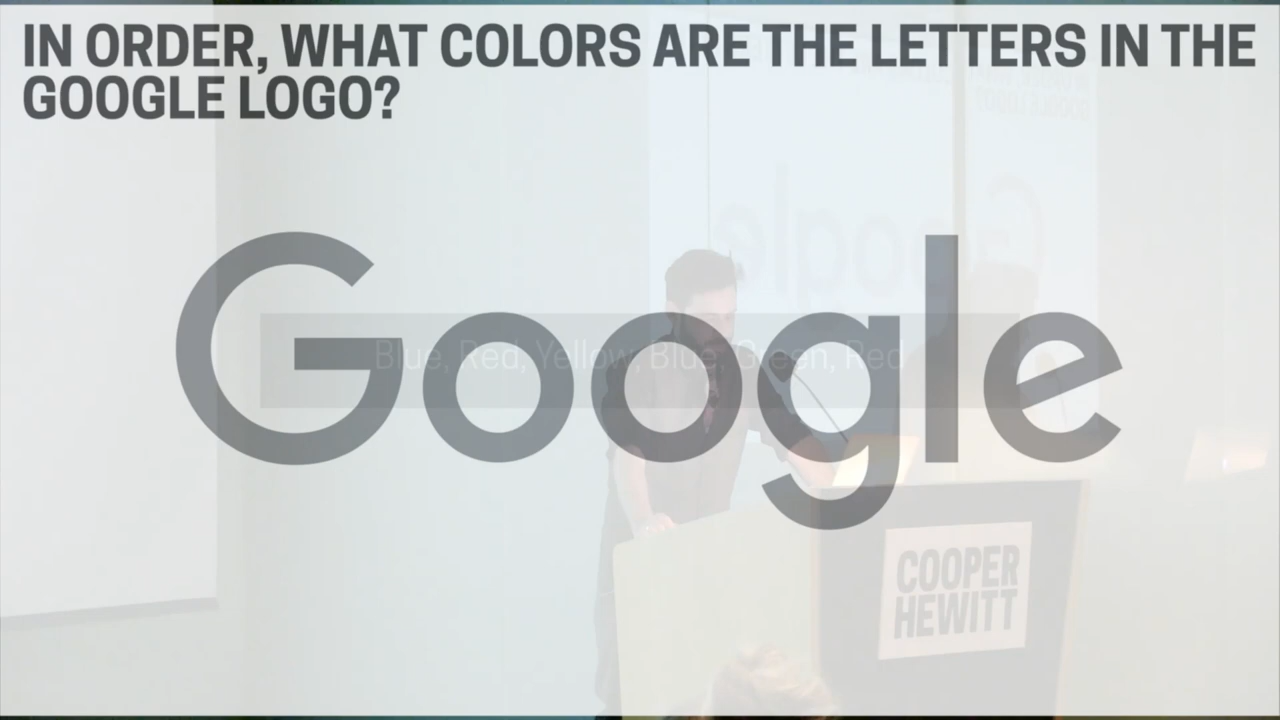 IN ORDER, WHAT COLORS ARE THE LETTERS IN THE
GOOGLE LOGO?
Google
Blue, Red, Yellow, Blue, Green, Red
COOPER
HEWITT